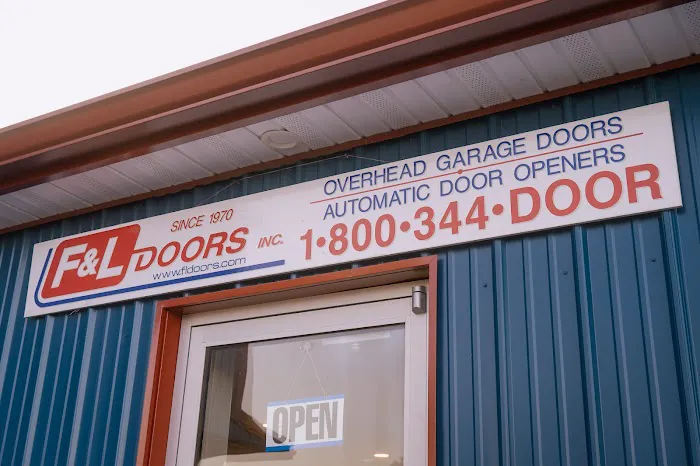 SINCE 1970
F&L DOORS INC.
www.fldoors.com
OVERHEAD GARAGE DOORS
AUTOMATIC DOOR OPENERS
1•800•344•DOOR
OPEN